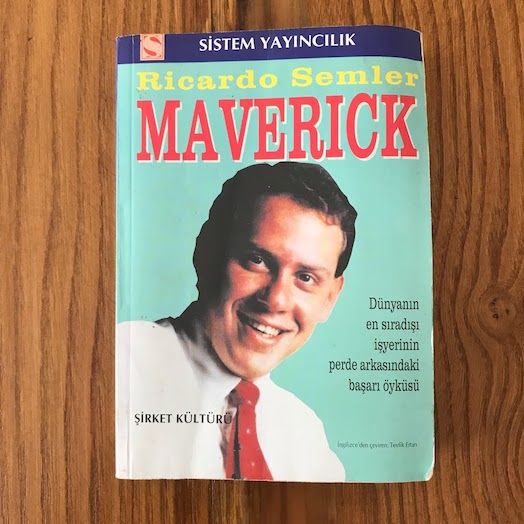 SİSTEM YAYINCILIK
Ricardo Semler
MAVERICK
Dünyanın
en sıradışı
işyerinin
perde arkasındaki
başarı öyküsü
ŞİRKET KÜLTÜRÜ
İngilizce'den çeviren: Tevfik Ertan